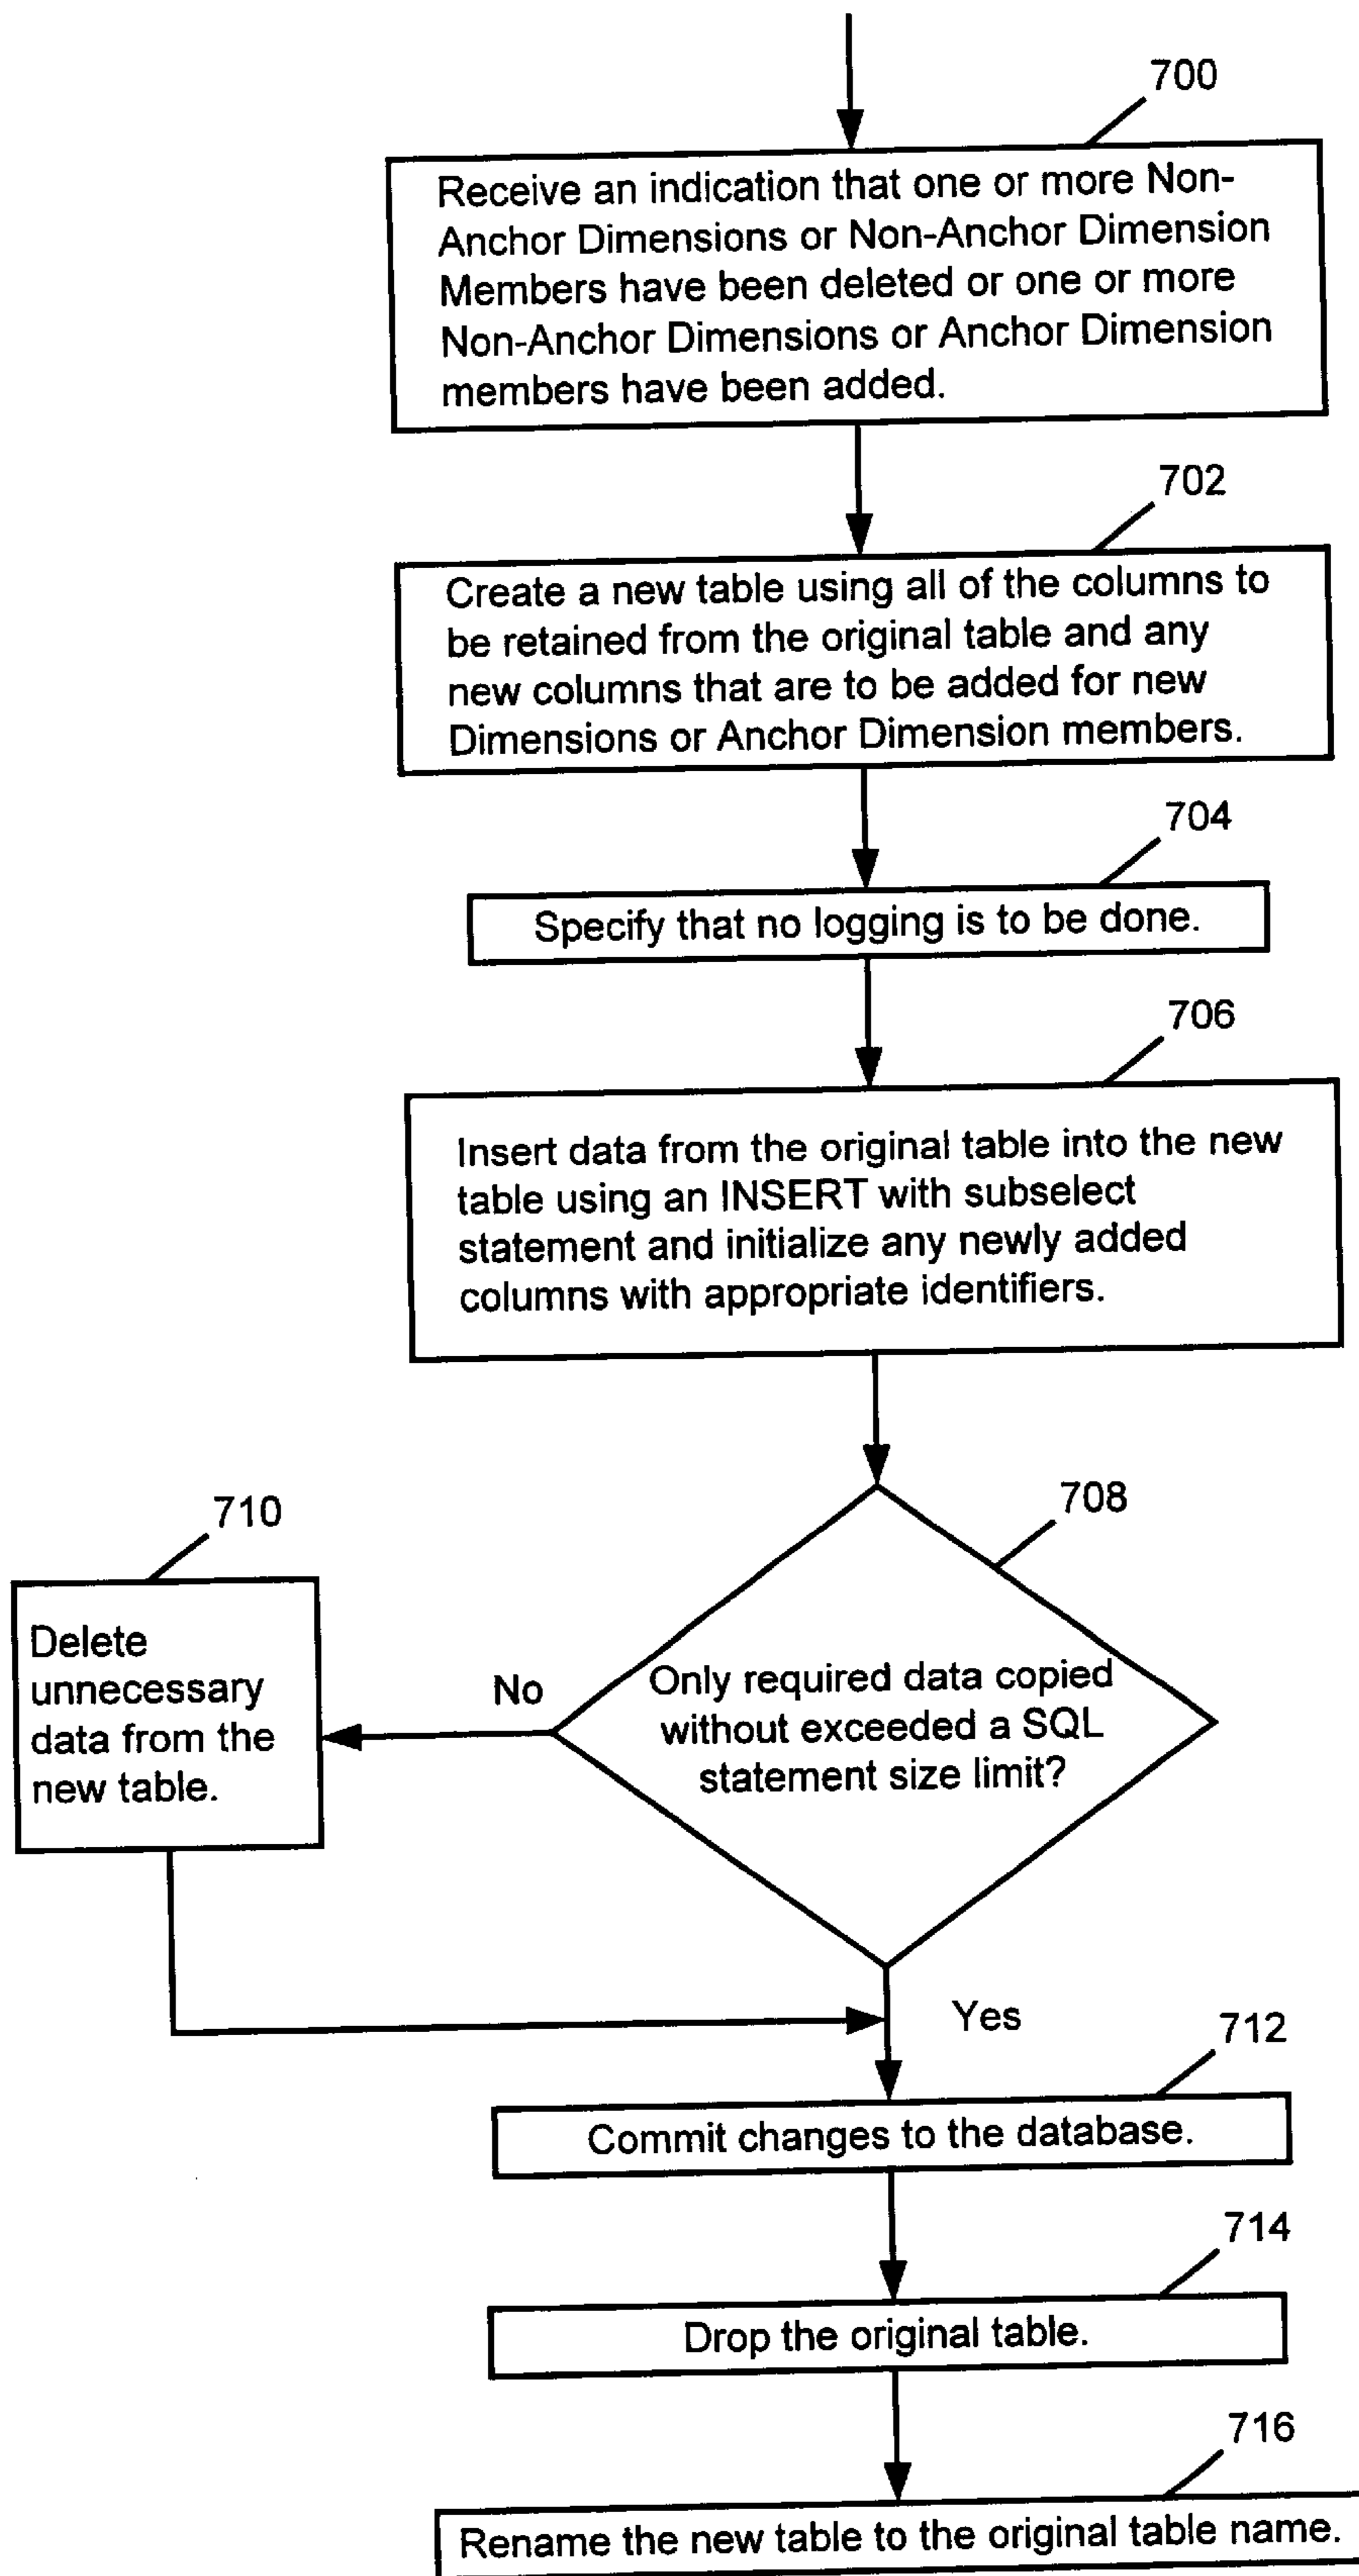 700
Receive an indication that one or more Non-
Anchor Dimensions or Non-Anchor Dimension
Members have been deleted or one or more
Non-Anchor Dimensions or Anchor Dimension
members have been added.
702
Create a new table using all of the columns to
be retained from the original table and any
new columns that are to be added for new
Dimensions or Anchor Dimension members.
704
Specify that no logging is to be done.
706
Insert data from the original table into the new
table using an INSERT with subselect
statement and initialize any newly added
columns with appropriate identifiers.
708
Only required data copied
without exceeded a SQL
statement size limit?
No
710
Delete
unnecessary
data from the
new table.
Yes
712
Commit changes to the database.
714
Drop the original table.
716
Rename the new table to the original table name.